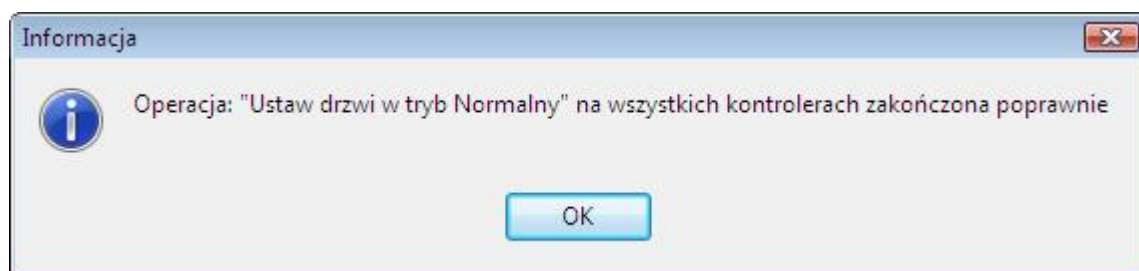 Informacja
Operacja: "Ustaw drzwi w tryb Normalny" na wszystkich kontrolerach zakończona poprawnie
OK